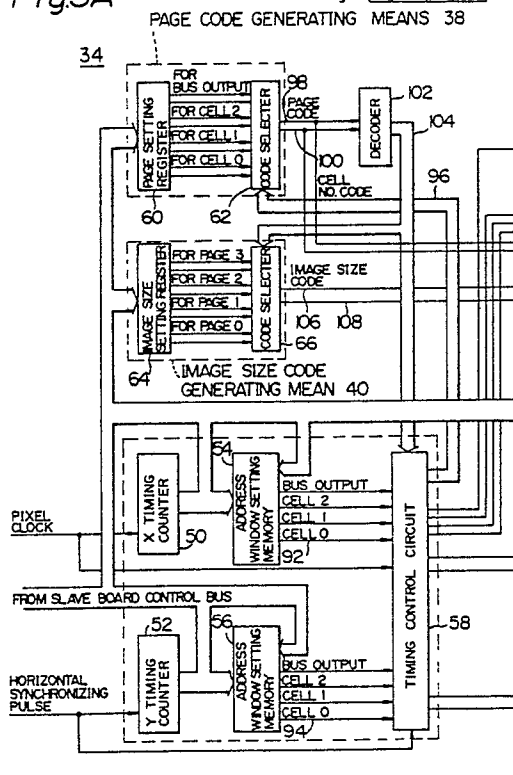 Fig. 3A
PAGE CODE GENERATING MEANS 38
34
FOR
BUS OUTPUT
FOR CELL 2
FOR CELL 1
FOR CELL 0
PAGE SETTING
REGISTER
CODE SELECTER
60
62
98
PAGE
CODE
100
CELL
NO. CODE
DECODER
102
104
96
IMAGE SIZE
SETTING REGISTER
FOR PAGE 3
FOR PAGE 2
FOR PAGE 1
FOR PAGE 0
CODE SELECTER
IMAGE SIZE
CODE
106
108
64
66
IMAGE SIZE CODE
GENERATING MEAN 40
PIXEL
CLOCK
X TIMING
COUNTER
50
54
ADDRESS
WINDOW SETTING
MEMORY
BUS OUTPUT
CELL 2
CELL 1
CELL 0
92
TIMING CONTROL CIRCUIT
58
FROM SLAVE BOARD CONTROL BUS
52
Y TIMING
COUNTER
56
ADDRESS
WINDOW SETTING
MEMORY
BUS OUTPUT
CELL 2
CELL 1
CELL 0
94
HORIZONTAL
SYNCHRONIZING
PULSE